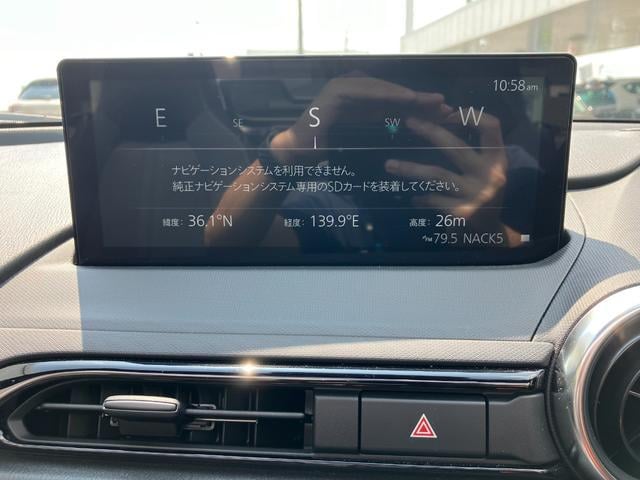 10:58am
E SE S SW W
ナビゲーションシステムを利用できません。
純正ナビゲーションシステム専用のSDカードを装着してください。
緯度: 36.1°N 経度: 139.9°E 高度: 26m
FM 79.5 NACK5